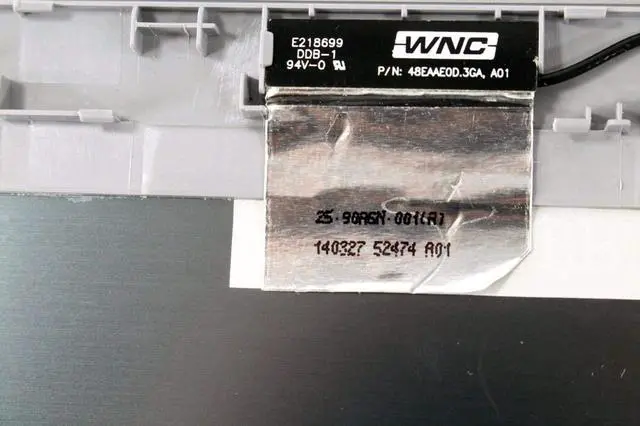 E218699
DDB-1
94V-0
WNC
P/N: 48EAAE0D.3GA, A01
25.90A6N.001(A)
140327 52474 A01